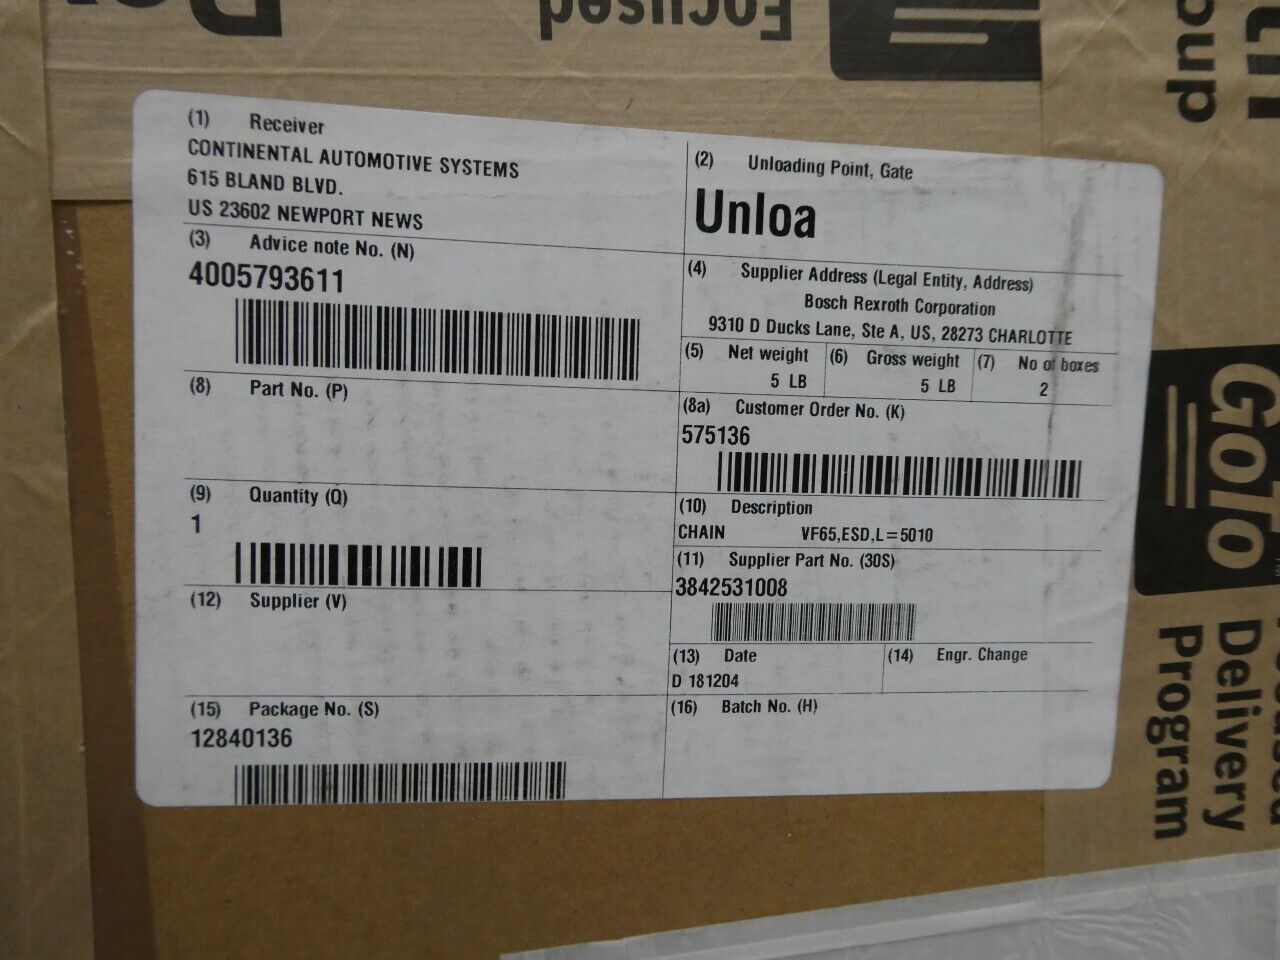 Focused
oup
(1) Receiver
CONTINENTAL AUTOMOTIVE SYSTEMS
615 BLAND BLVD.
US 23602 NEWPORT NEWS
(2) Unloading Point, Gate
Unloa
(3) Advice note No. (N)
4005793611
(4) Supplier Address (Legal Entity, Address)
Bosch Rexroth Corporation
9310 D Ducks Lane, Ste A, US, 28273 CHARLOTTE
(5) Net weight (6) Gross weight (7) No of boxes
5 LB 5 LB 2
(8) Part No. (P)
(8a) Customer Order No. (K)
575136
(9) Quantity (Q)
1
(10) Description
CHAIN VF65,ESD,L=5010
(11) Supplier Part No. (30S)
3842531008
(12) Supplier (V)
(13) Date (14) Engr. Change
D 181204
(15) Package No. (S)
12840136
(16) Batch No. (H)
GoTo
Delivery
Program